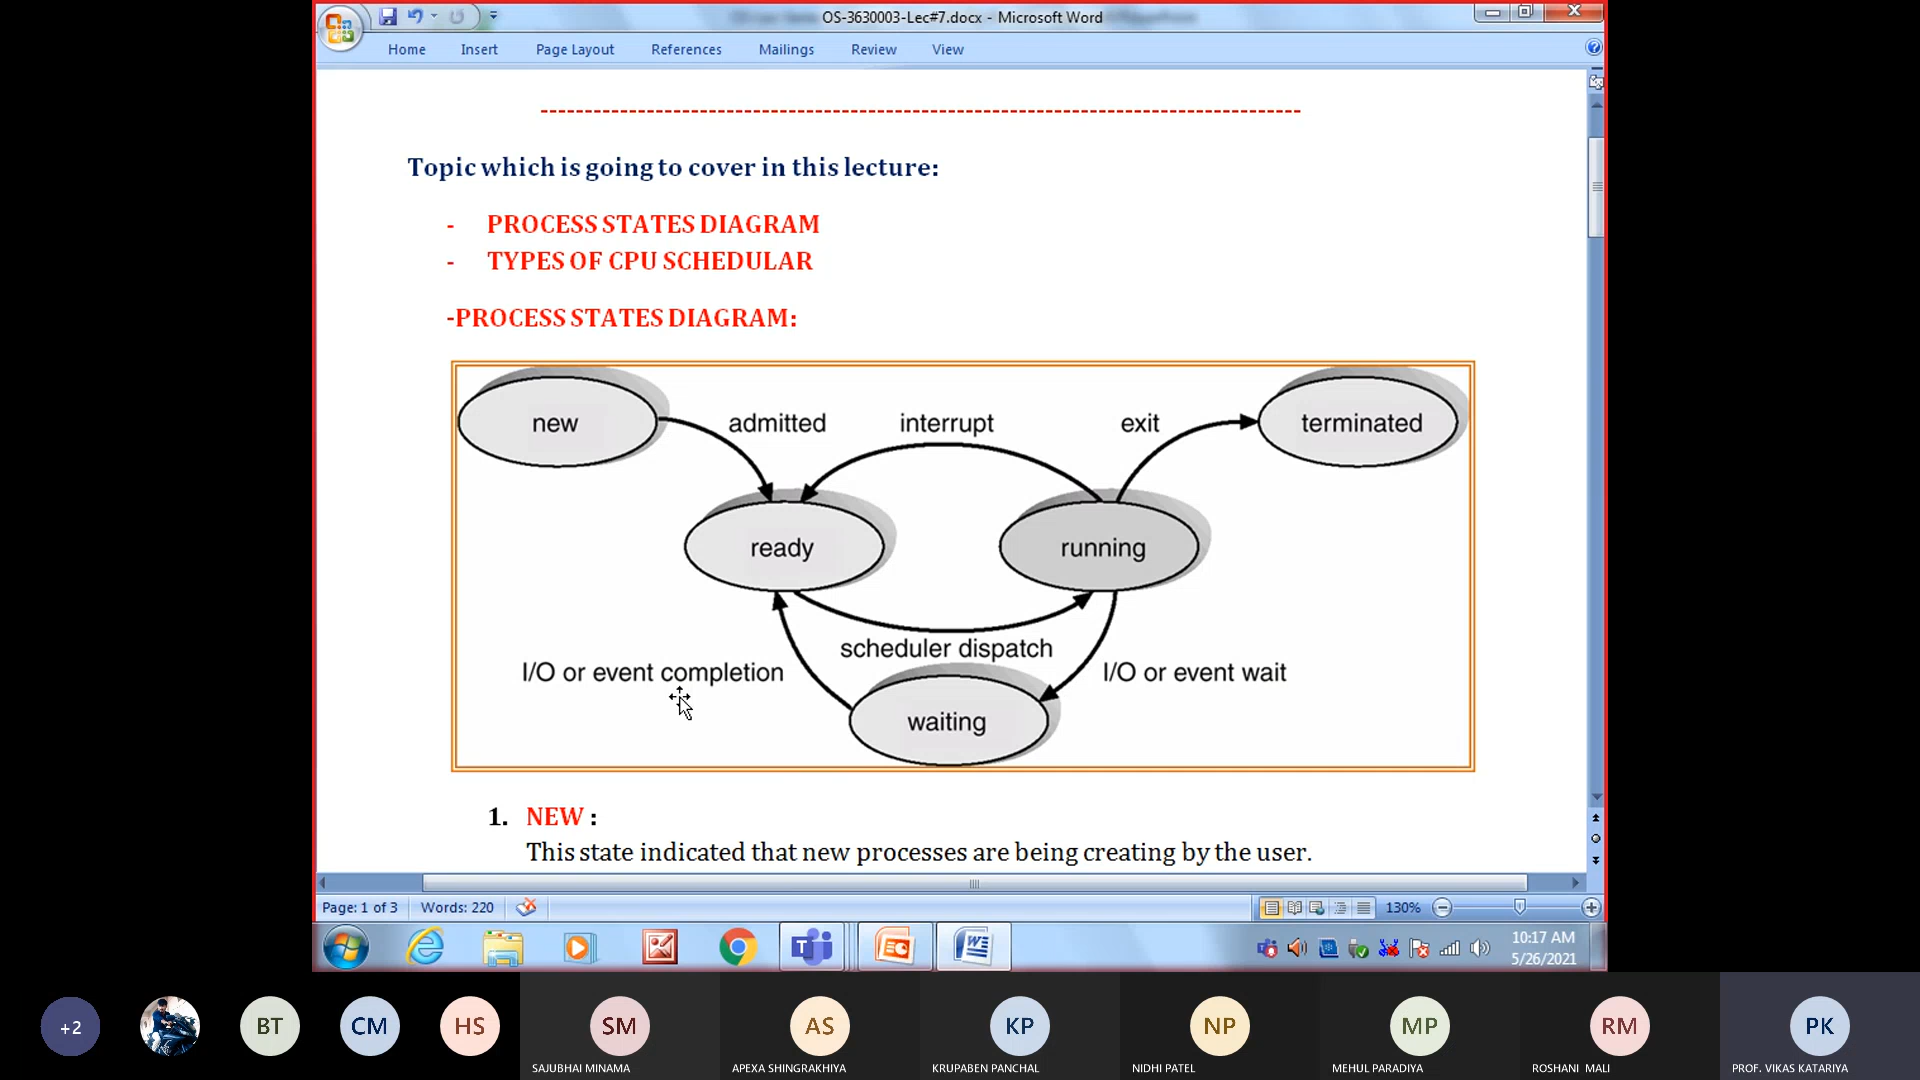 OS-3630003-Lec#7.docx - Microsoft Word
Home Insert Page Layout References Mailings Review View
Topic which is going to cover in this lecture:
- PROCESS STATES DIAGRAM
- TYPES OF CPU SCHEDULAR
-PROCESS STATES DIAGRAM:
new admitted interrupt exit terminated
ready running
scheduler dispatch
I/O or event completion I/O or event wait
waiting
1. NEW :
This state indicated that new processes are being creating by the user.
Page: 1 of 3 Words: 220 130%
10:17 AM
5/26/2021
+2 BT CM HS SM AS KP NP MP RM PK
SAJUBHAI MINAMA APEXA SHINGRAKHIYA KRUPABEN PANCHAL NIDHI PATEL MEHUL PARADIYA ROSHANI MALI PROF. VIKAS KATARIYA